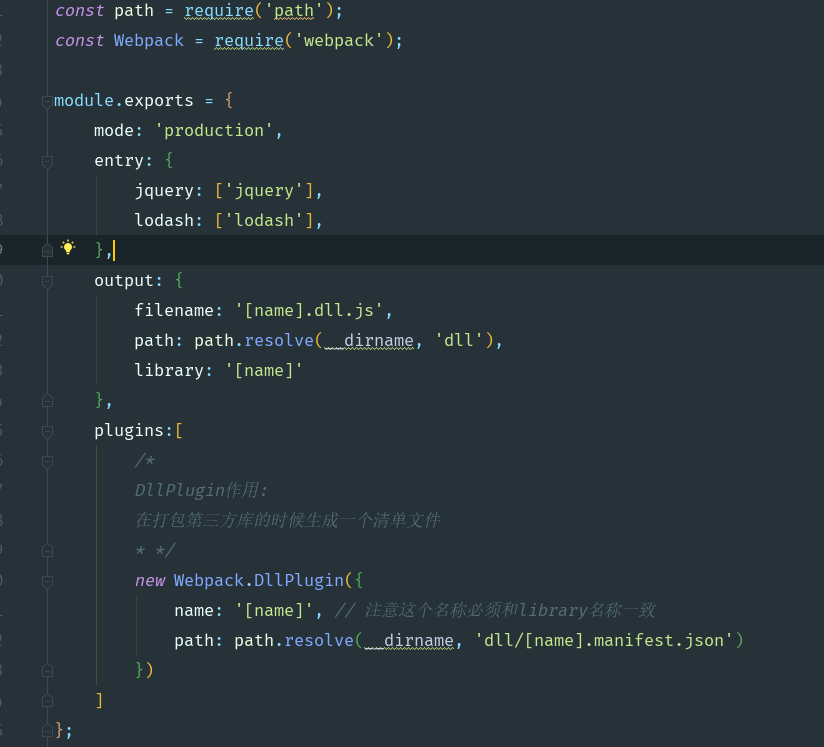 const path = require('path');
const Webpack = require('webpack');
module.exports = {
    mode: 'production',
    entry: {
        jquery: ['jquery'],
        lodash: ['lodash'],
    },
    output: {
        filename: '[name].dll.js',
        path: path.resolve(__dirname, 'dll'),
        library: '[name]'
    },
    plugins:[
        /*
        DllPlugin作用:
        在打包第三方库的时候生成一个清单文件
        * */
        new Webpack.DllPlugin({
            name: '[name]', // 注意这个名称必须和library名称一致
            path: path.resolve(__dirname, 'dll/[name].manifest.json')
        })
    ]
};